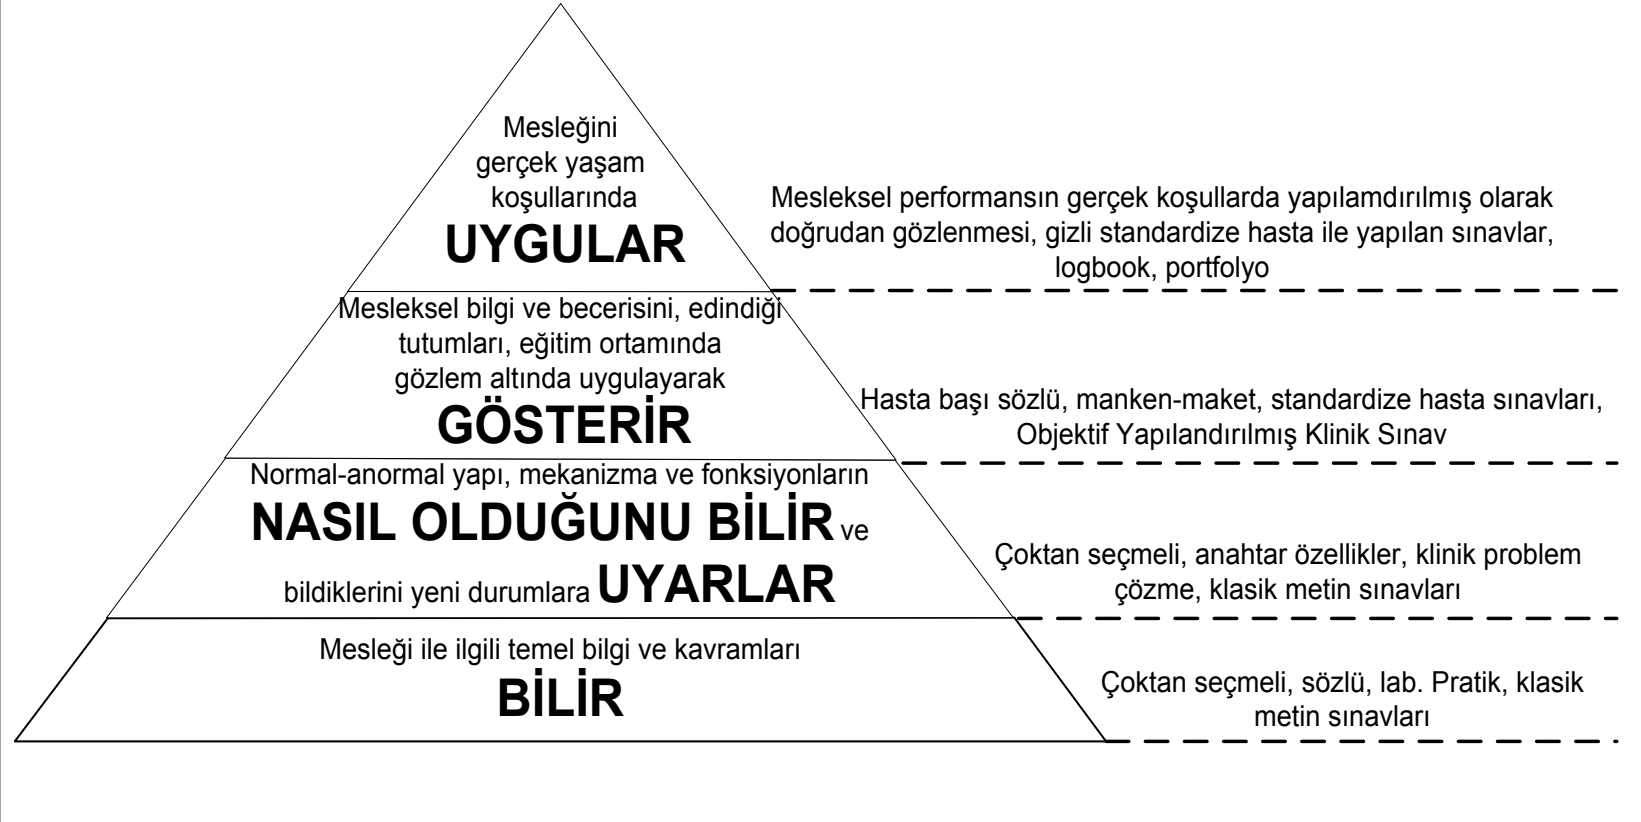 Mesleğini
gerçek yaşam
koşullarında
UYGULAR
Mesleksel performansın gerçek koşullarda yapılamdırılmış olarak
doğrudan gözlenmesi, gizli standardize hasta ile yapılan sınavlar,
logbook, portfolyo
Mesleksel bilgi ve becerisini, edindiği
tutumları, eğitim ortamında
gözlem altında uygulayarak
GÖSTERİR
Hasta başı sözlü, manken-maket, standardize hasta sınavları,
Objektif Yapılandırılmış Klinik Sınav
Normal-anormal yapı, mekanizma ve fonksiyonların
NASIL OLDUĞUNU BİLİR ve
bildiklerini yeni durumlara UYARLAR
Çoktan seçmeli, anahtar özellikler, klinik problem
çözme, klasik metin sınavları
Mesleği ile ilgili temel bilgi ve kavramları
BİLİR
Çoktan seçmeli, sözlü, lab. Pratik, klasik
metin sınavları